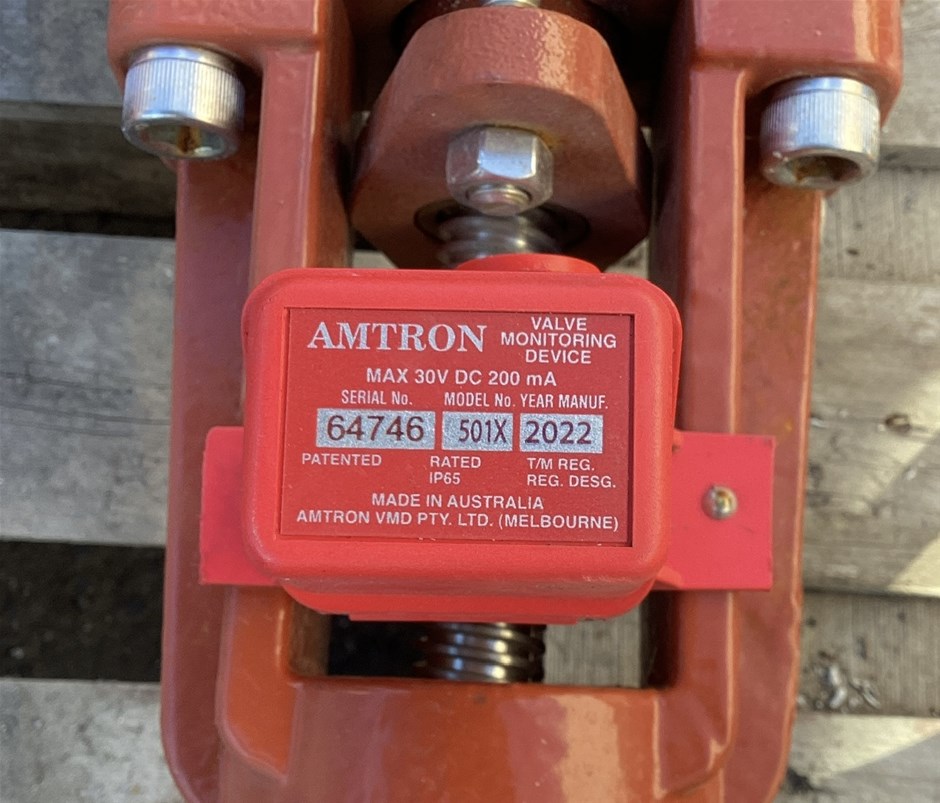 AMTRON
VALVE
MONITORING
DEVICE
MAX 30V DC 200 mA
SERIAL No. MODEL No. YEAR MANUF.
64746 501X 2022
PATENTED RATED T/M REG.
IP65 REG. DESG.
MADE IN AUSTRALIA
AMTRON VMD PTY. LTD. (MELBOURNE)